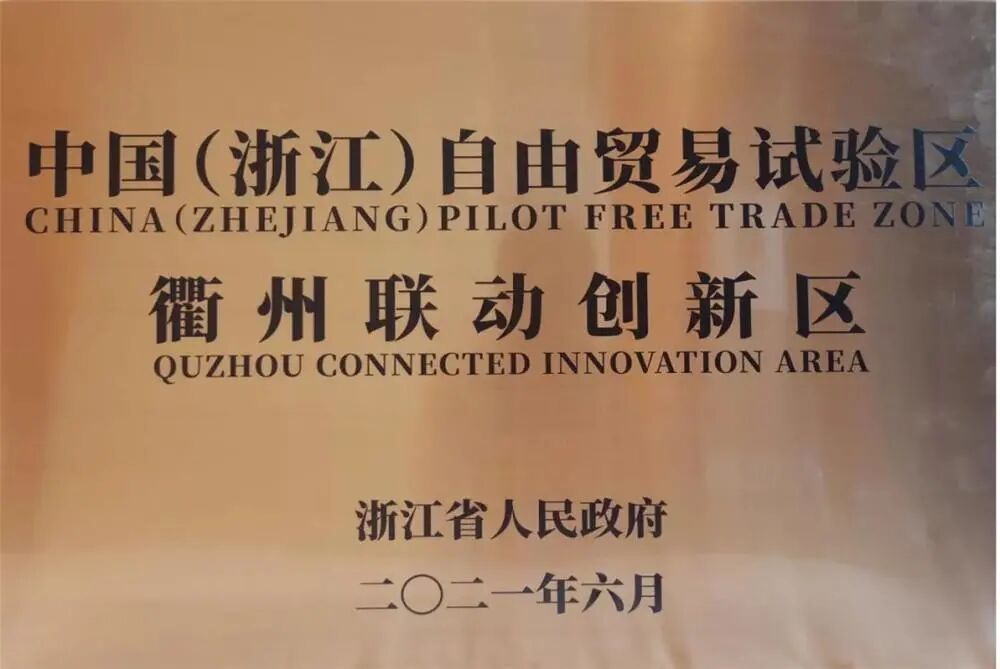 中国(浙江)自由贸易试验区
CHINA(ZHEJIANG)PILOT FREE TRADE ZONE
衢州联动创新区
QUZHOU CONNECTED INNOVATION AREA
浙江省人民政府
二〇二一年六月